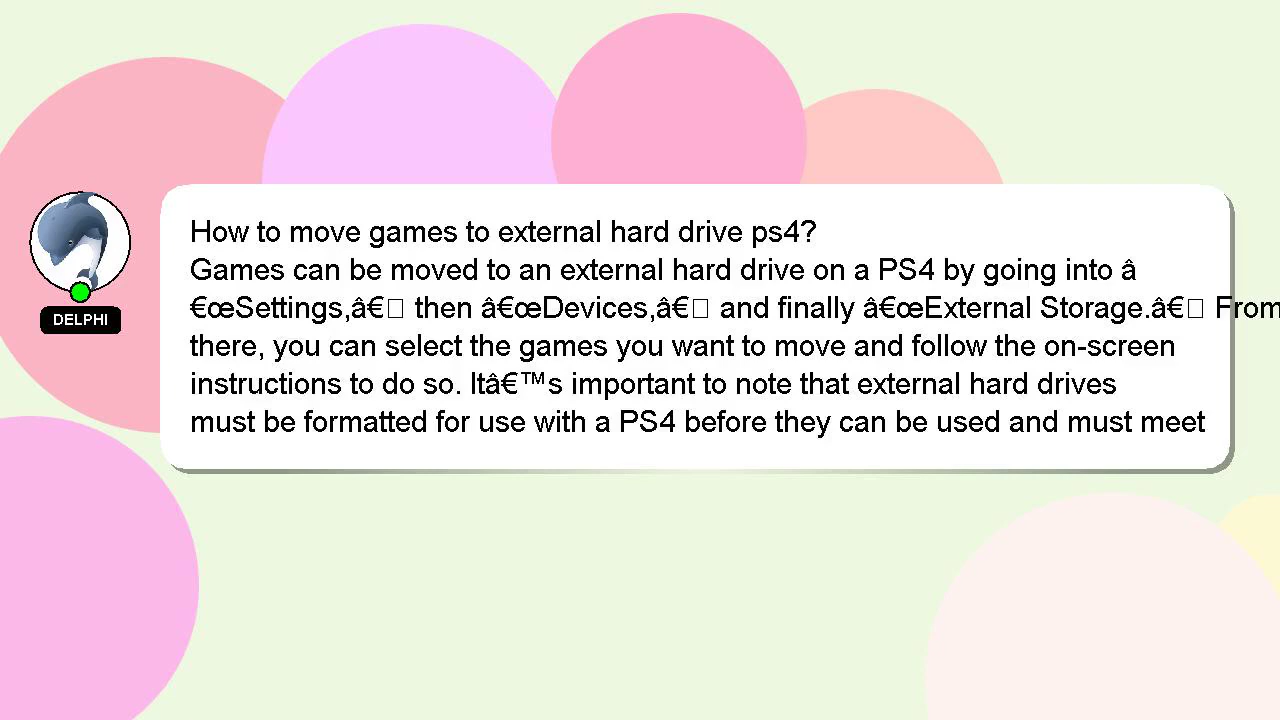 How to move games to external hard drive ps4?
Games can be moved to an external hard drive on a PS4 by going into â
€œSettings,â€□ then â€œDevices,â€□ and finally â€œExternal Storage.â€□ From
there, you can select the games you want to move and follow the on-screen
instructions to do so. Itâ€™s important to note that external hard drives
must be formatted for use with a PS4 before they can be used and must meet
DELPHI